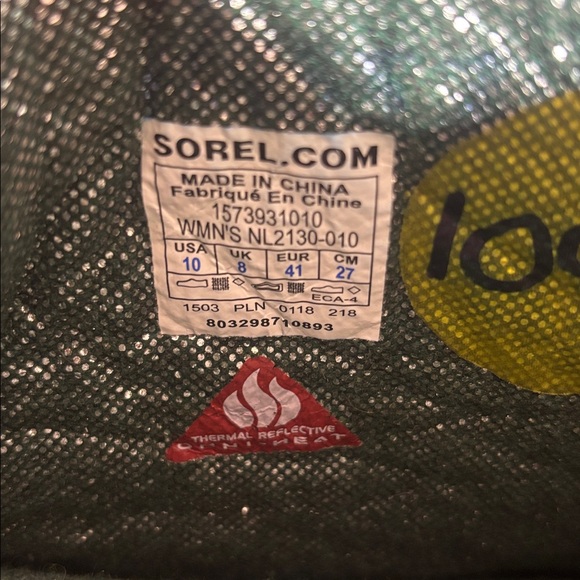 SOREL.COM
MADE IN CHINA
Fabriqué En Chine
1573931010
WMN'S NL2130-010
USA UK EUR CM
10 8 41 27
ECA-4
1503 PLN 0118 218
803298710893
THERMAL REFLECTIVE
OMNI-HEAT